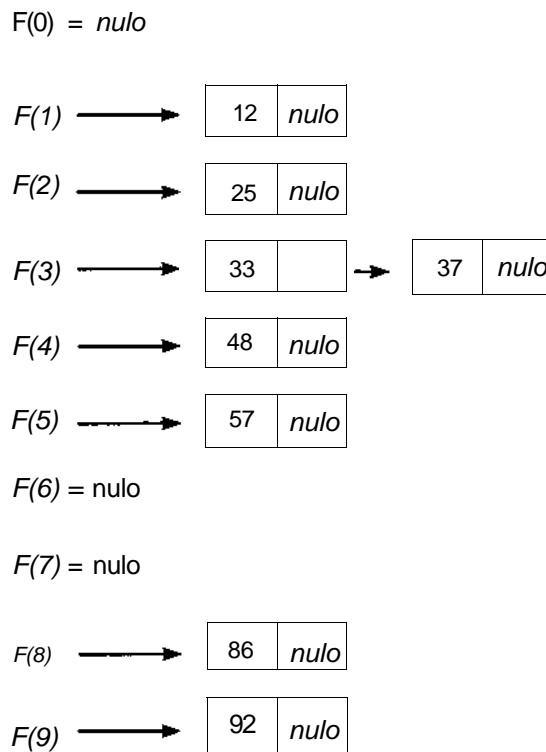 F(0) = nulo
F(1) 12 nulo
F(2) 25 nulo
F(3) 33 37 nulo
F(4) 48 nulo
F(5) 57 nulo
F(6) = nulo
F(7) = nulo
F(8) 86 nulo
F(9) 92 nulo